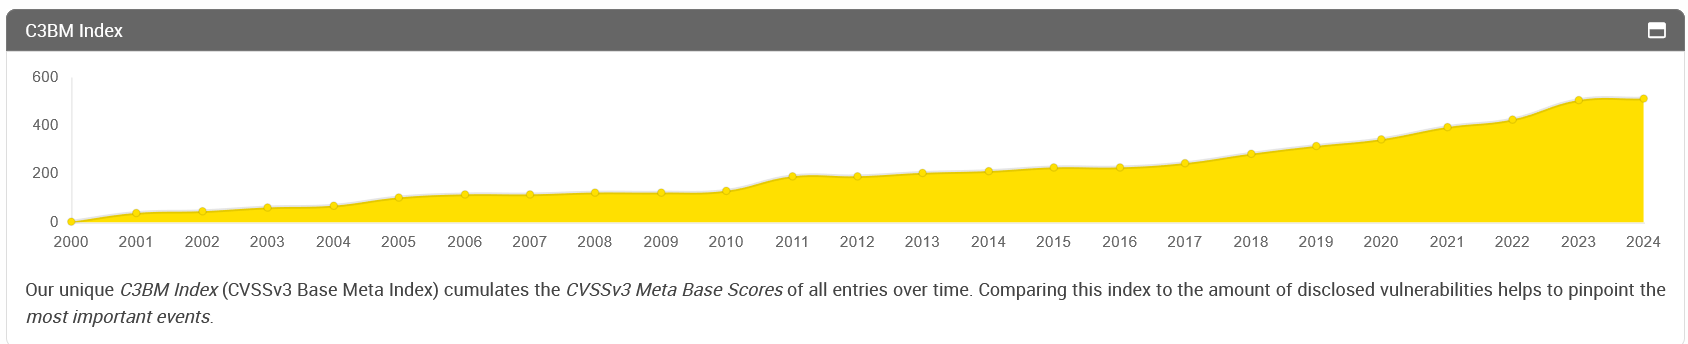 C3BM Index
600
400
200
0
2000 2001 2002 2003 2004 2005 2006 2007 2008 2009 2010 2011 2012 2013 2014 2015 2016 2017 2018 2019 2020 2021 2022 2023 2024
Our unique C3BM Index (CVSSv3 Base Meta Index) cumulates the CVSSv3 Meta Base Scores of all entries over time. Comparing this index to the amount of disclosed vulnerabilities helps to pinpoint the
most important events.